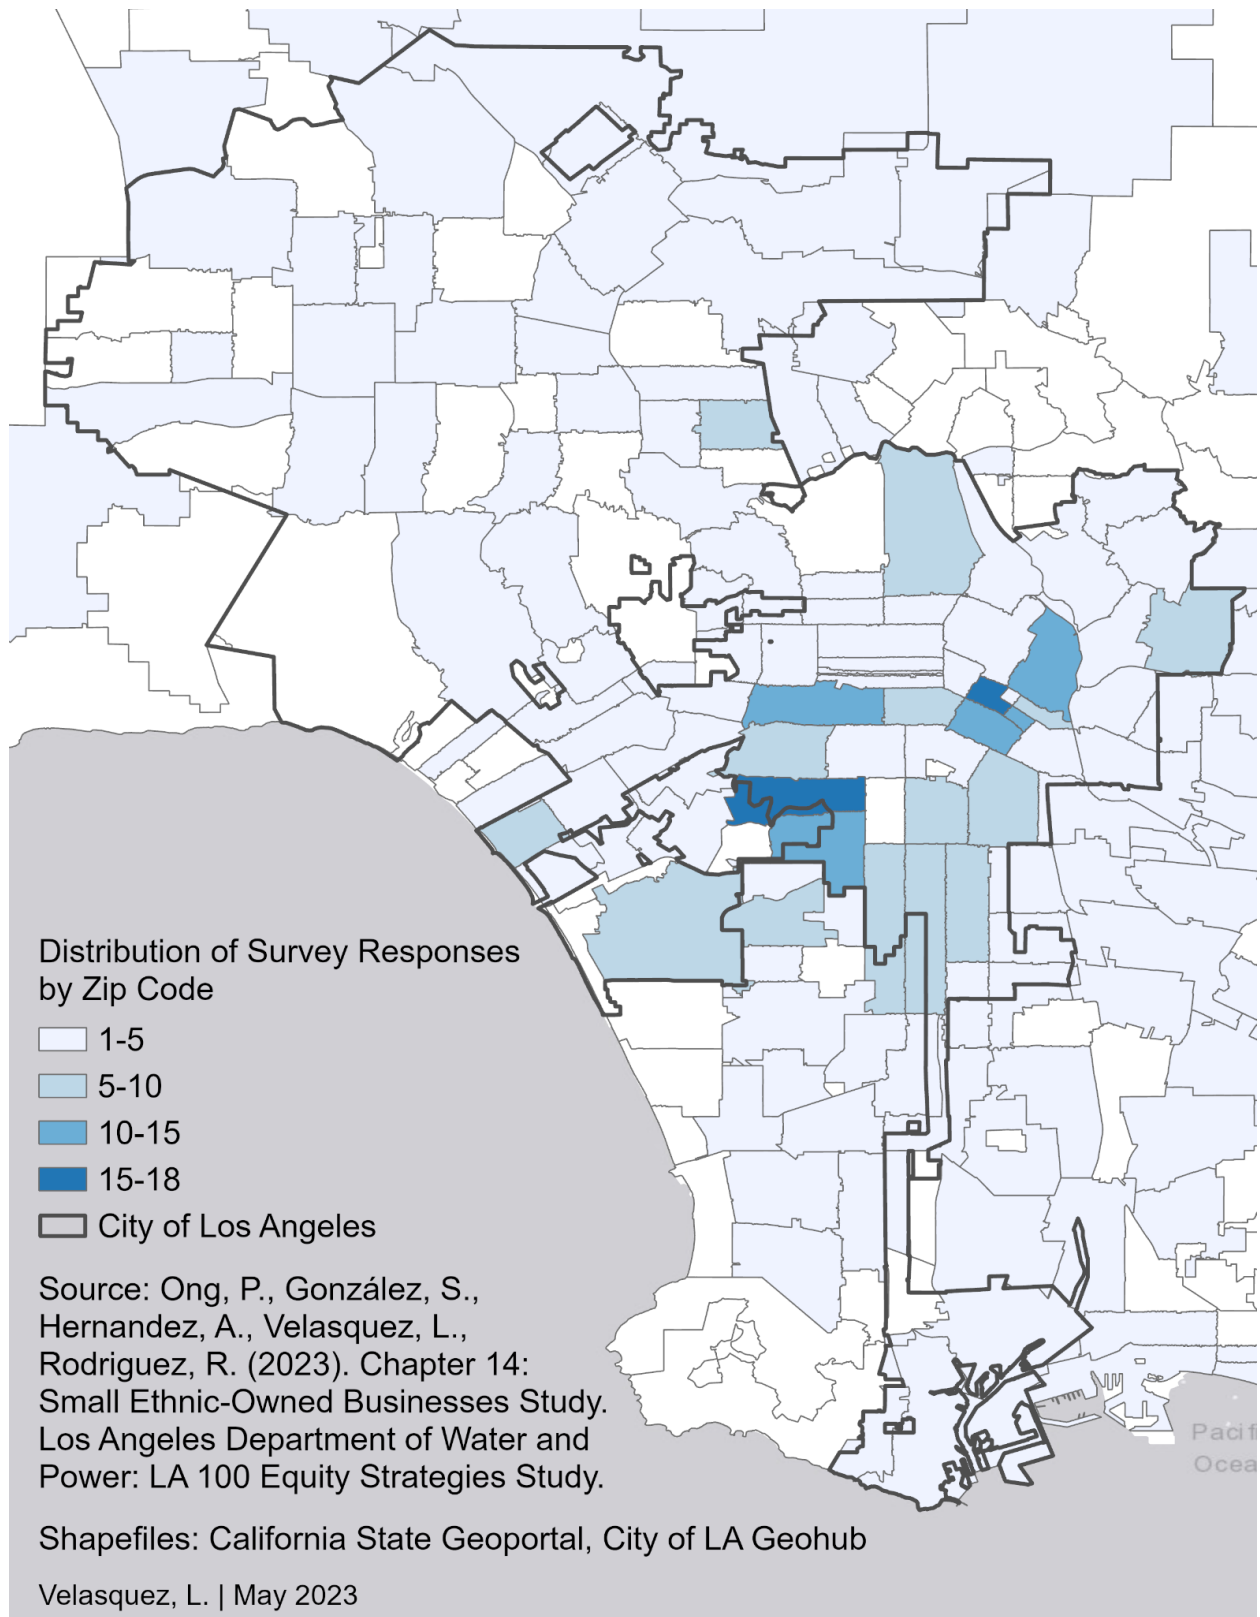 Distribution of Survey Responses
by Zip Code
1-5
5-10
10-15
15-18
City of Los Angeles
Source: Ong, P., González, S.,
Hernandez, A., Velasquez, L.,
Rodriguez, R. (2023). Chapter 14:
Small Ethnic-Owned Businesses Study.
Los Angeles Department of Water and
Power: LA 100 Equity Strategies Study.
Shapefiles: California State Geoportal, City of LA Geohub
Velasquez, L. | May 2023